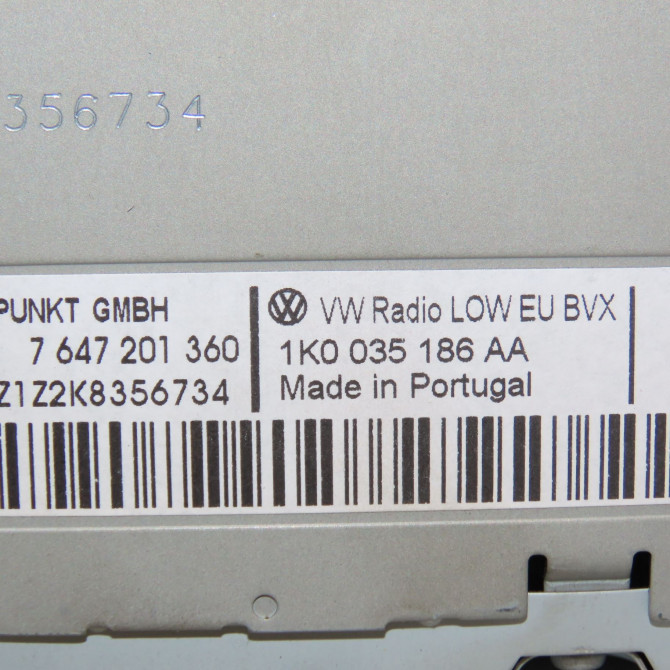 356734
PUNKT GMBH
7 647 201 360
Z1Z2K8356734
VW Radio LOW EU BVX
1K0 035 186 AA
Made in Portugal